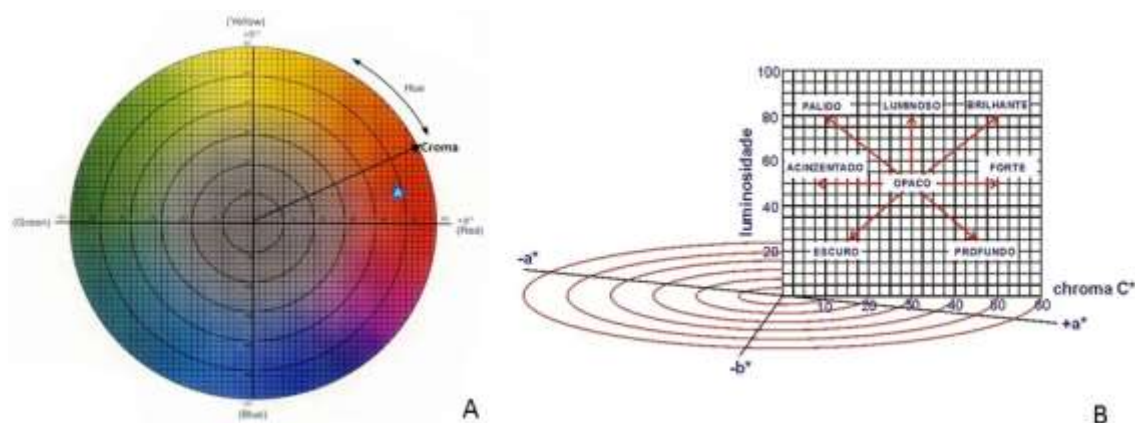 (Yellow)
+b*
Hue
Croma
A
(Green)
+a*
(Red)
(Blue)
A
100
80
60
40
20
luminosidade
PALIDO
LUMINOSO
BRILHANTE
ACINZENTADO
OPACO
FORTE
ESCURO
PROFUNDO
-a*
chroma C*
10
20
30
40
50
60
+a*
-b*
B